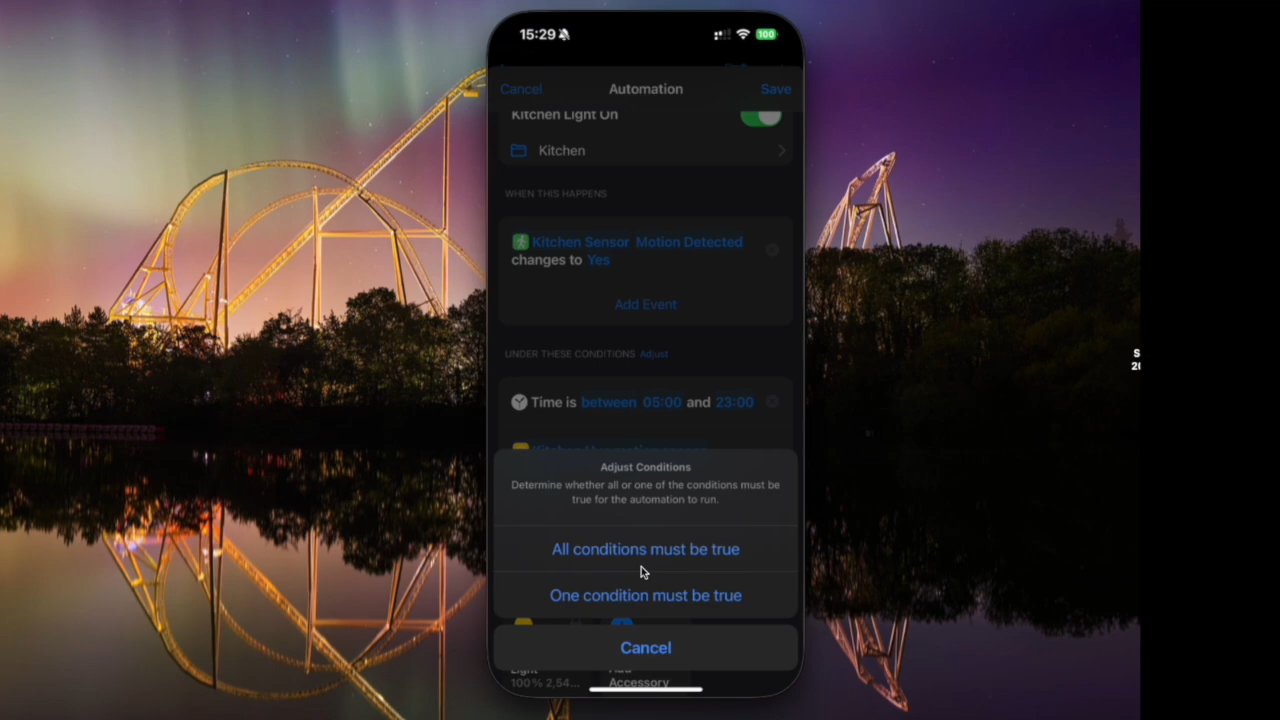 15:29
100
Cancel
Automation
Save
Kitchen Light On
Kitchen
WHEN THIS HAPPENS
Kitchen Sensor Motion Detected
changes to Yes
Add Event
UNDER THESE CONDITIONS Adjust
Time is between 05:00 and 23:00
Adjust Conditions
Determine whether all or one of the conditions must be
true for the automation to run.
All conditions must be true
One condition must be true
Cancel
Light
100% 2,54...
Add
Accessory